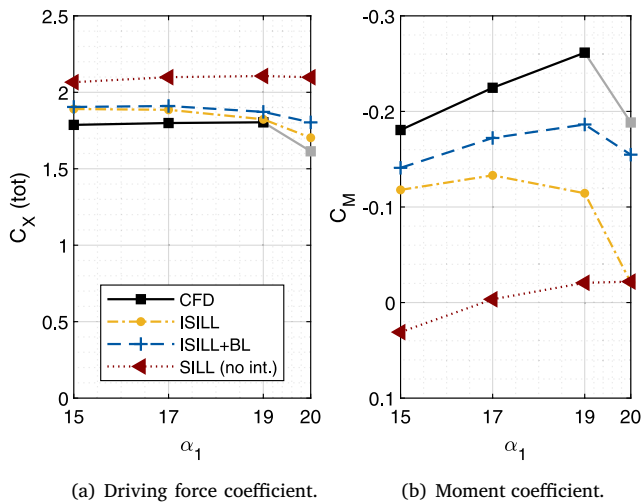 2.5
2
1.5
1
0.5
0
C_X (tot)
CFD
ISILL
ISILL+BL
SILL (no int.)
15
17
19
20
α_1
(a) Driving force coefficient.
-0.3
-0.2
-0.1
0
0.1
C_M
15
17
19
20
α_1
(b) Moment coefficient.